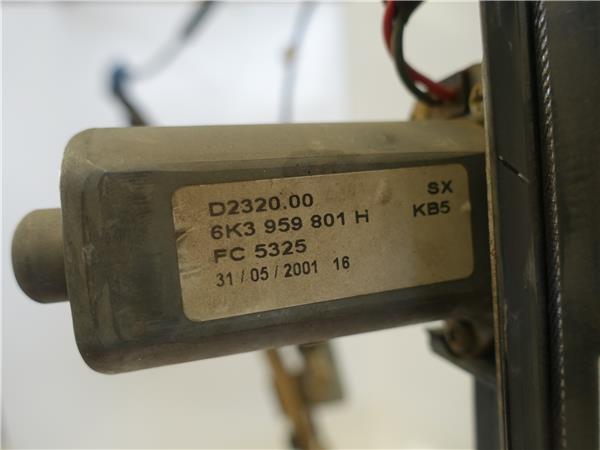 D2320.00 SX
6K3 959 801 H KB5
FC 5325
31 / 05 / 2001 16